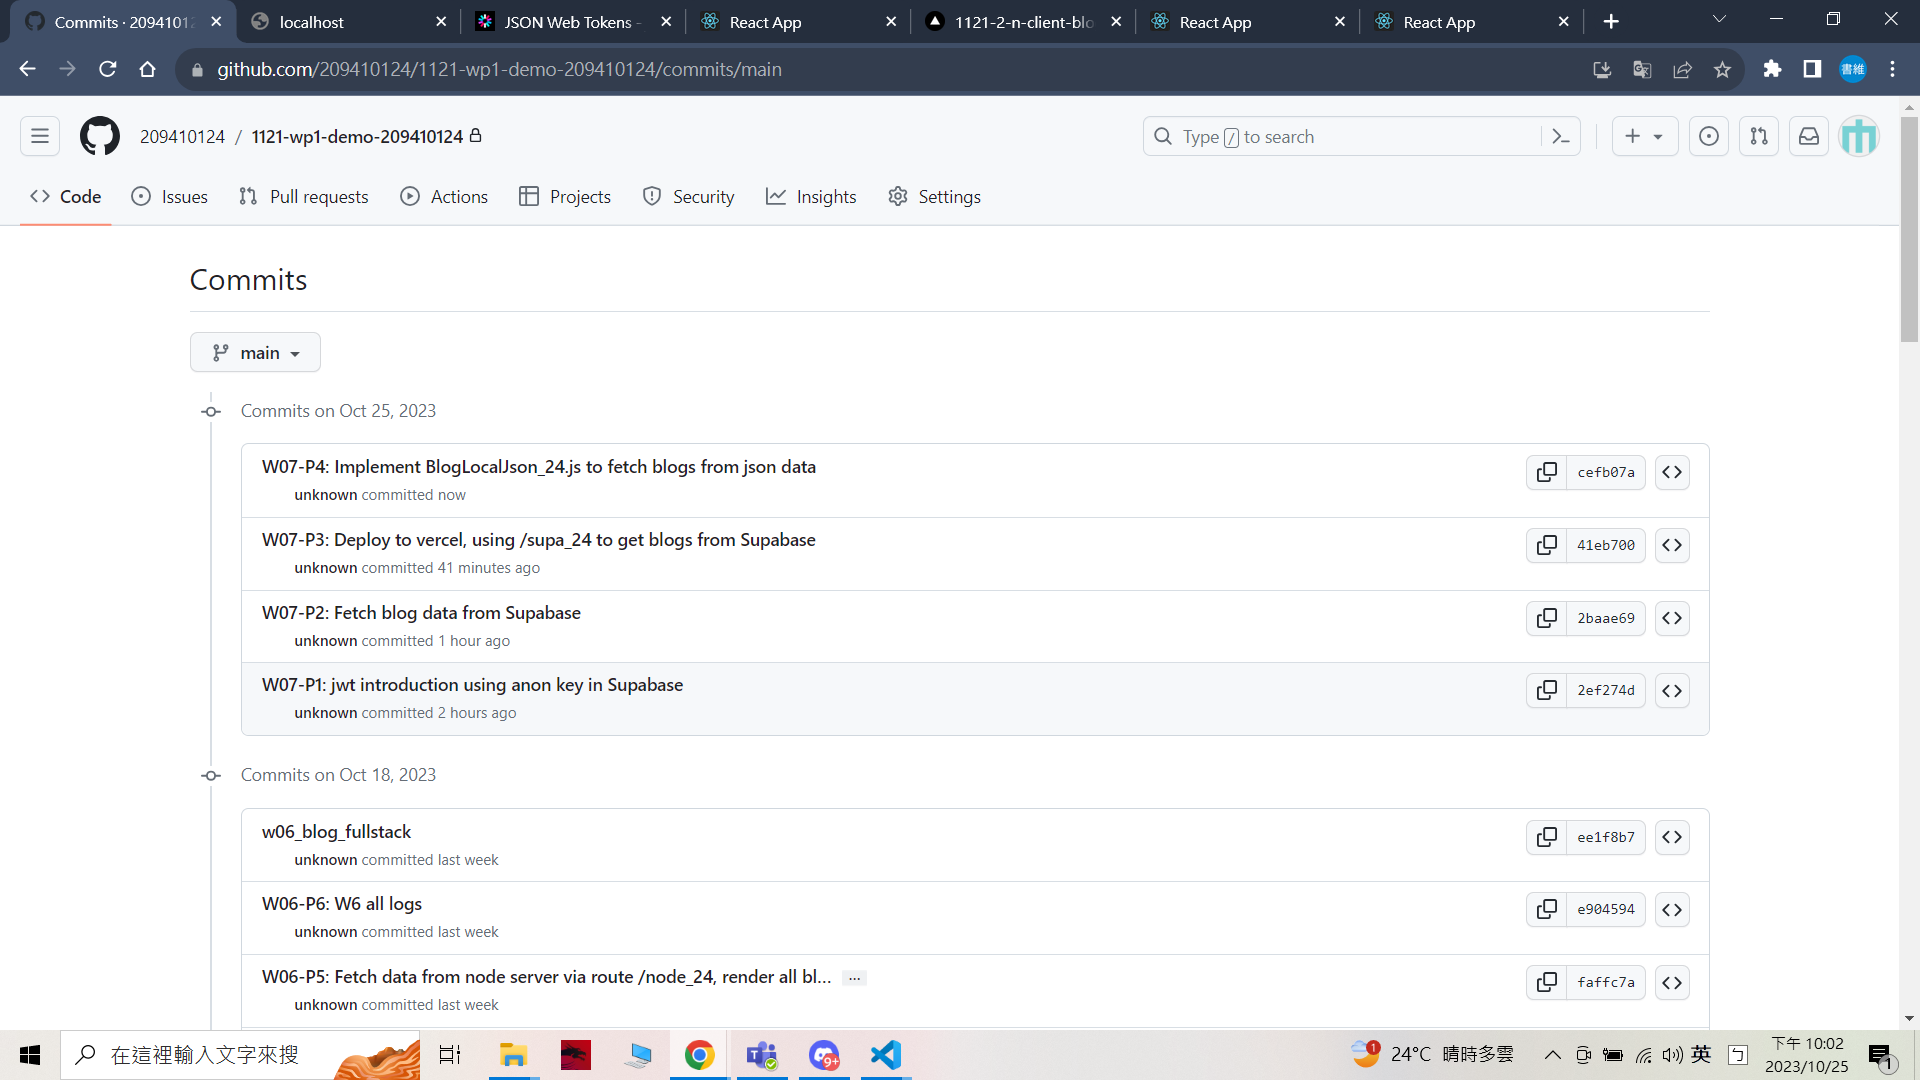 Commits · 20941012
localhost
JSON Web Tokens -
React App
1121-2-n-client-blo
React App
React App
github.com/209410124/1121-wp1-demo-209410124/commits/main
書維
209410124 / 1121-wp1-demo-209410124
Type / to search
Code
Issues
Pull requests
Actions
Projects
Security
Insights
Settings
Commits
main
Commits on Oct 25, 2023
W07-P4: Implement BlogLocalJson_24.js to fetch blogs from json data
cefb07a
unknown committed now
W07-P3: Deploy to vercel, using /supa_24 to get blogs from Supabase
41eb700
unknown committed 41 minutes ago
W07-P2: Fetch blog data from Supabase
2baae69
unknown committed 1 hour ago
W07-P1: jwt introduction using anon key in Supabase
2ef274d
unknown committed 2 hours ago
Commits on Oct 18, 2023
w06_blog_fullstack
ee1f8b7
unknown committed last week
W06-P6: W6 all logs
e904594
unknown committed last week
W06-P5: Fetch data from node server via route /node_24, render all bl... …
faffc7a
unknown committed last week
在這裡輸入文字來搜
9+
1
24°C 晴時多雲
英
ㄅ
下午 10:02
2023/10/25
1